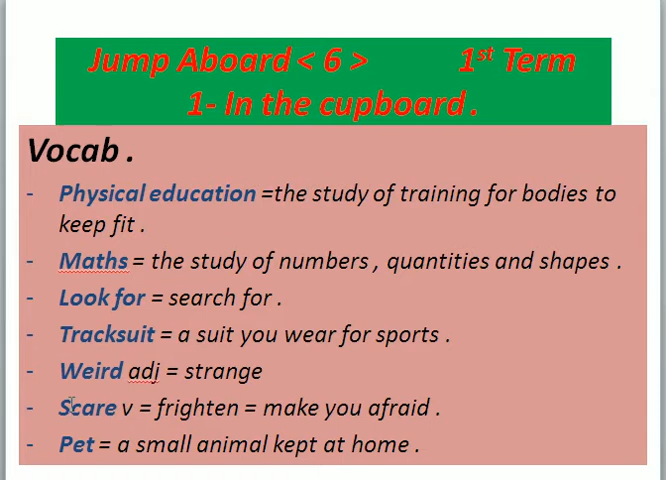 Jump Aboard < 6 > 1st Term
1- In the cupboard .
Vocab .
- Physical education =the study of training for bodies to
keep fit .
- Maths = the study of numbers , quantities and shapes .
- Look for = search for .
- Tracksuit = a suit you wear for sports .
- Weird adj = strange
- Scare v = frighten = make you afraid .
- Pet = a small animal kept at home .